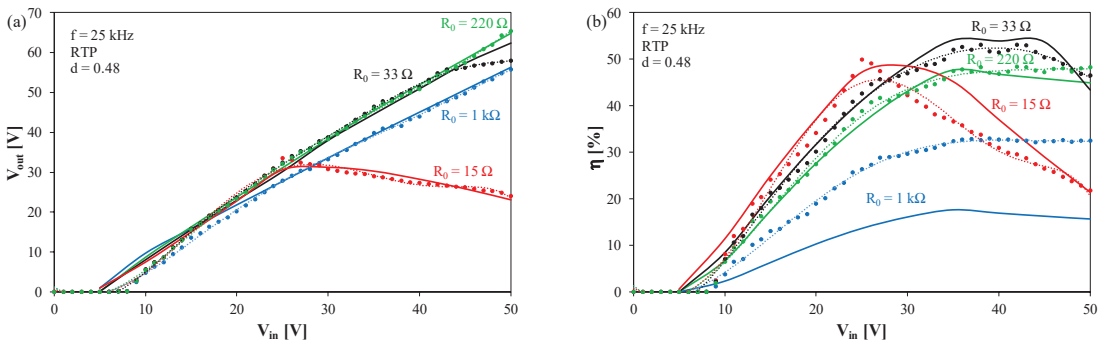 (a)
f = 25 kHz
RTP
d = 0.48
R₀ = 220 Ω
R₀ = 33 Ω
R₀ = 1 kΩ
R₀ = 15 Ω
V_out [V]
70
60
50
40
30
20
10
0
0 10 20 30 40 50
V_in [V]
(b)
f = 25 kHz
RTP
d = 0.48
R₀ = 33 Ω
R₀ = 220 Ω
R₀ = 15 Ω
R₀ = 1 kΩ
η [%]
60
50
40
30
20
10
0
0 10 20 30 40 50
V_in [V]